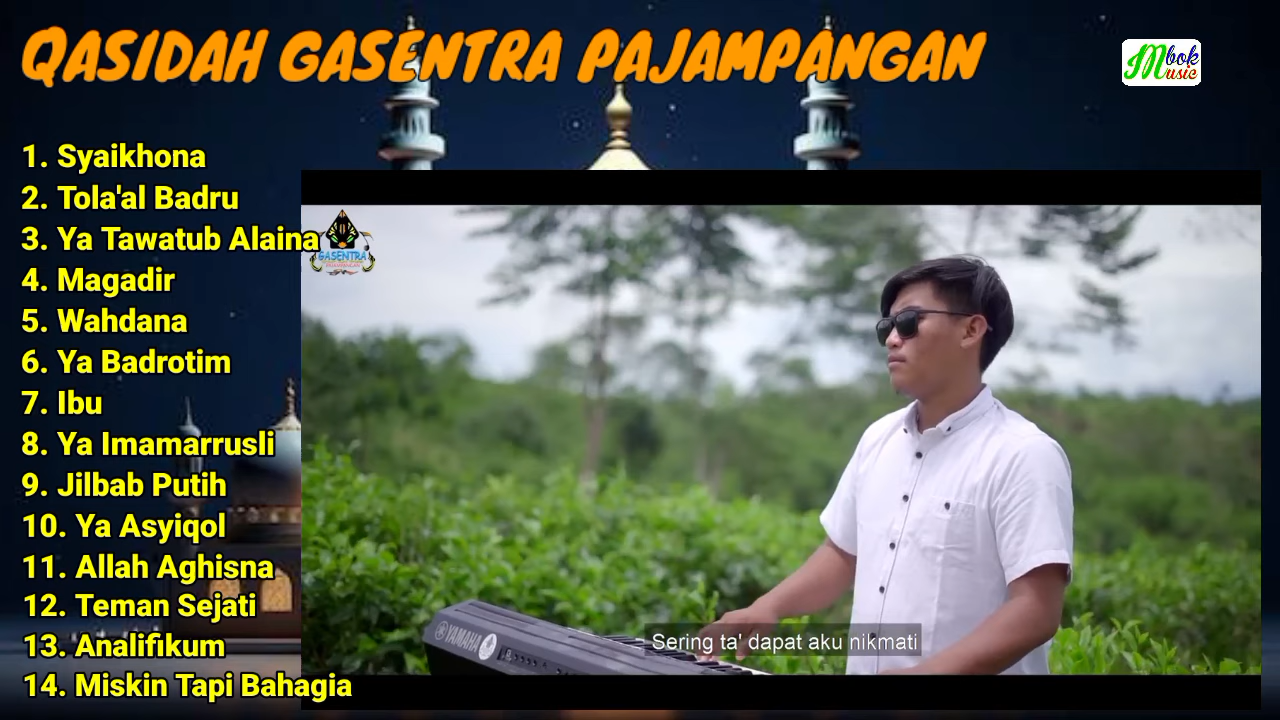 QASIDAH GASENTRA PAJAMPANGAN
Mbok
Music
1. Syaikhona
2. Tola'al Badru
3. Ya Tawatub Alaina
4. Magadir
5. Wahdana
6. Ya Badrotim
7. Ibu
8. Ya Imamarrusli
9. Jilbab Putih
10. Ya Asyiqol
11. Allah Aghisna
12. Teman Sejati
13. Analifikum
14. Miskin Tapi Bahagia
GASENTRA
YAMAHA
Sering ta' dapat aku nikmati